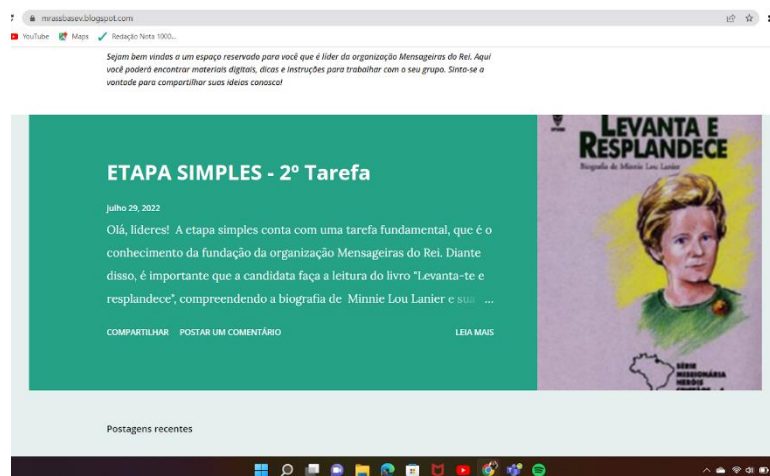 mrassbasev.blogspot.com
YouTube Maps Redação Nota 1000...
Sejam bem vindas a um espaço reservado para você que é líder da organização Mensageiras do Rei. Aqui
você poderá encontrar materiais digitais, dicas e instruções para trabalhar com o seu grupo. Sinta-se a
vontade para compartilhar suas ideias conosco!
ETAPA SIMPLES - 2º Tarefa
julho 29, 2022
Olá, líderes! A etapa simples conta com uma tarefa fundamental, que é o
conhecimento da fundação da organização Mensageiras do Rei. Diante
disso, é importante que a candidata faça a leitura do livro "Levanta-te e
resplandece", compreendendo a biografia de Minnie Lou Lanier e sua ...
COMPARTILHAR POSTAR UM COMENTÁRIO LEIA MAIS
LEVANTA E
RESPLANDECE
Biografia de Minnie Lou Lanier
SÉRIE
MISSIONÁRIA
HERÓIS
CRISTÃOS
Postagens recentes